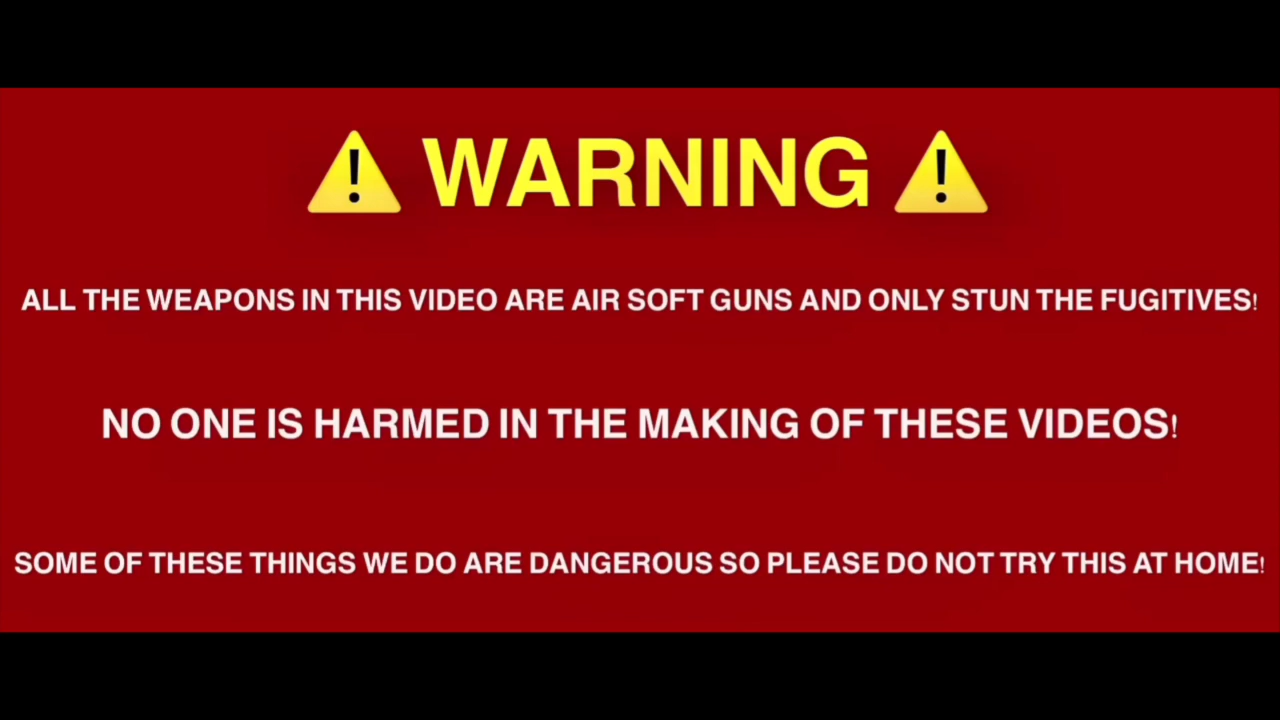 ⚠️ WARNING ⚠️
ALL THE WEAPONS IN THIS VIDEO ARE AIR SOFT GUNS AND ONLY STUN THE FUGITIVES!
NO ONE IS HARMED IN THE MAKING OF THESE VIDEOS!
SOME OF THESE THINGS WE DO ARE DANGEROUS SO PLEASE DO NOT TRY THIS AT HOME!